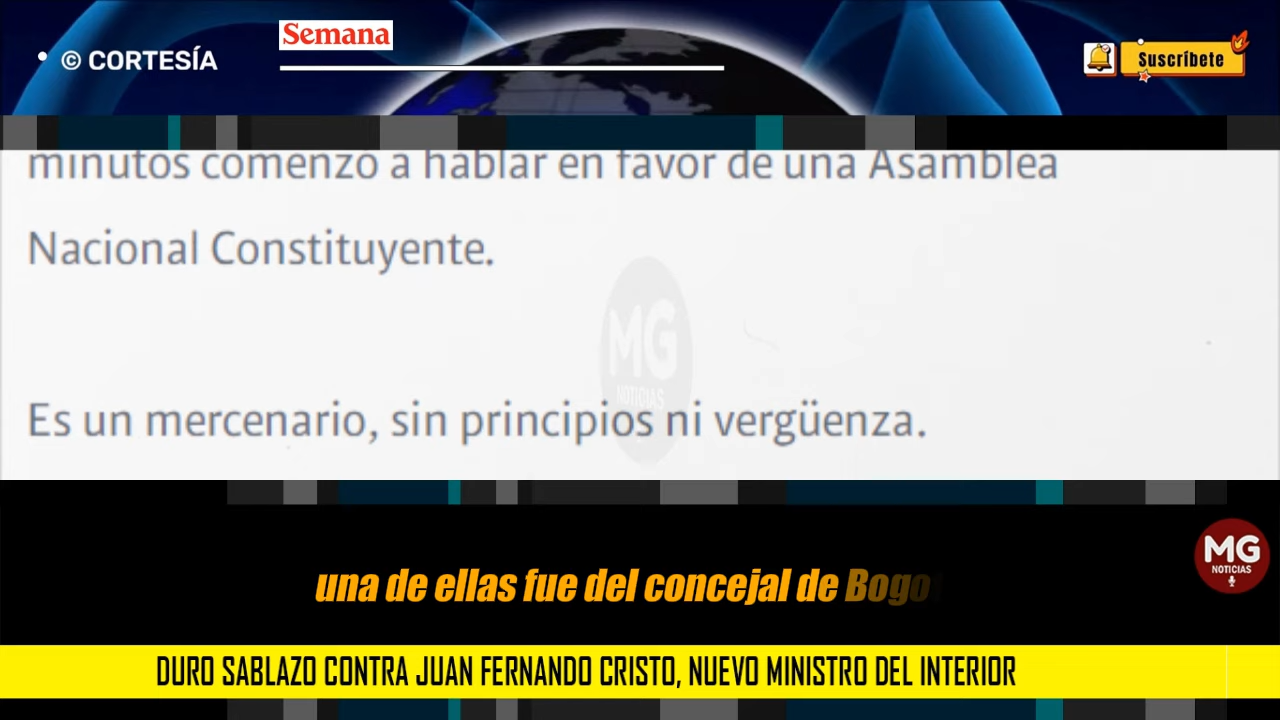 Semana
© CORTESÍA
Suscríbete
minutos comenzó a hablar en favor de una Asamblea
Nacional Constituyente.
MG
NOTICIAS
Es un mercenario, sin principios ni vergüenza.
una de ellas fue del concejal de Bogo
MG
NOTICIAS
DURO SABLAZO CONTRA JUAN FERNANDO CRISTO, NUEVO MINISTRO DEL INTERIOR